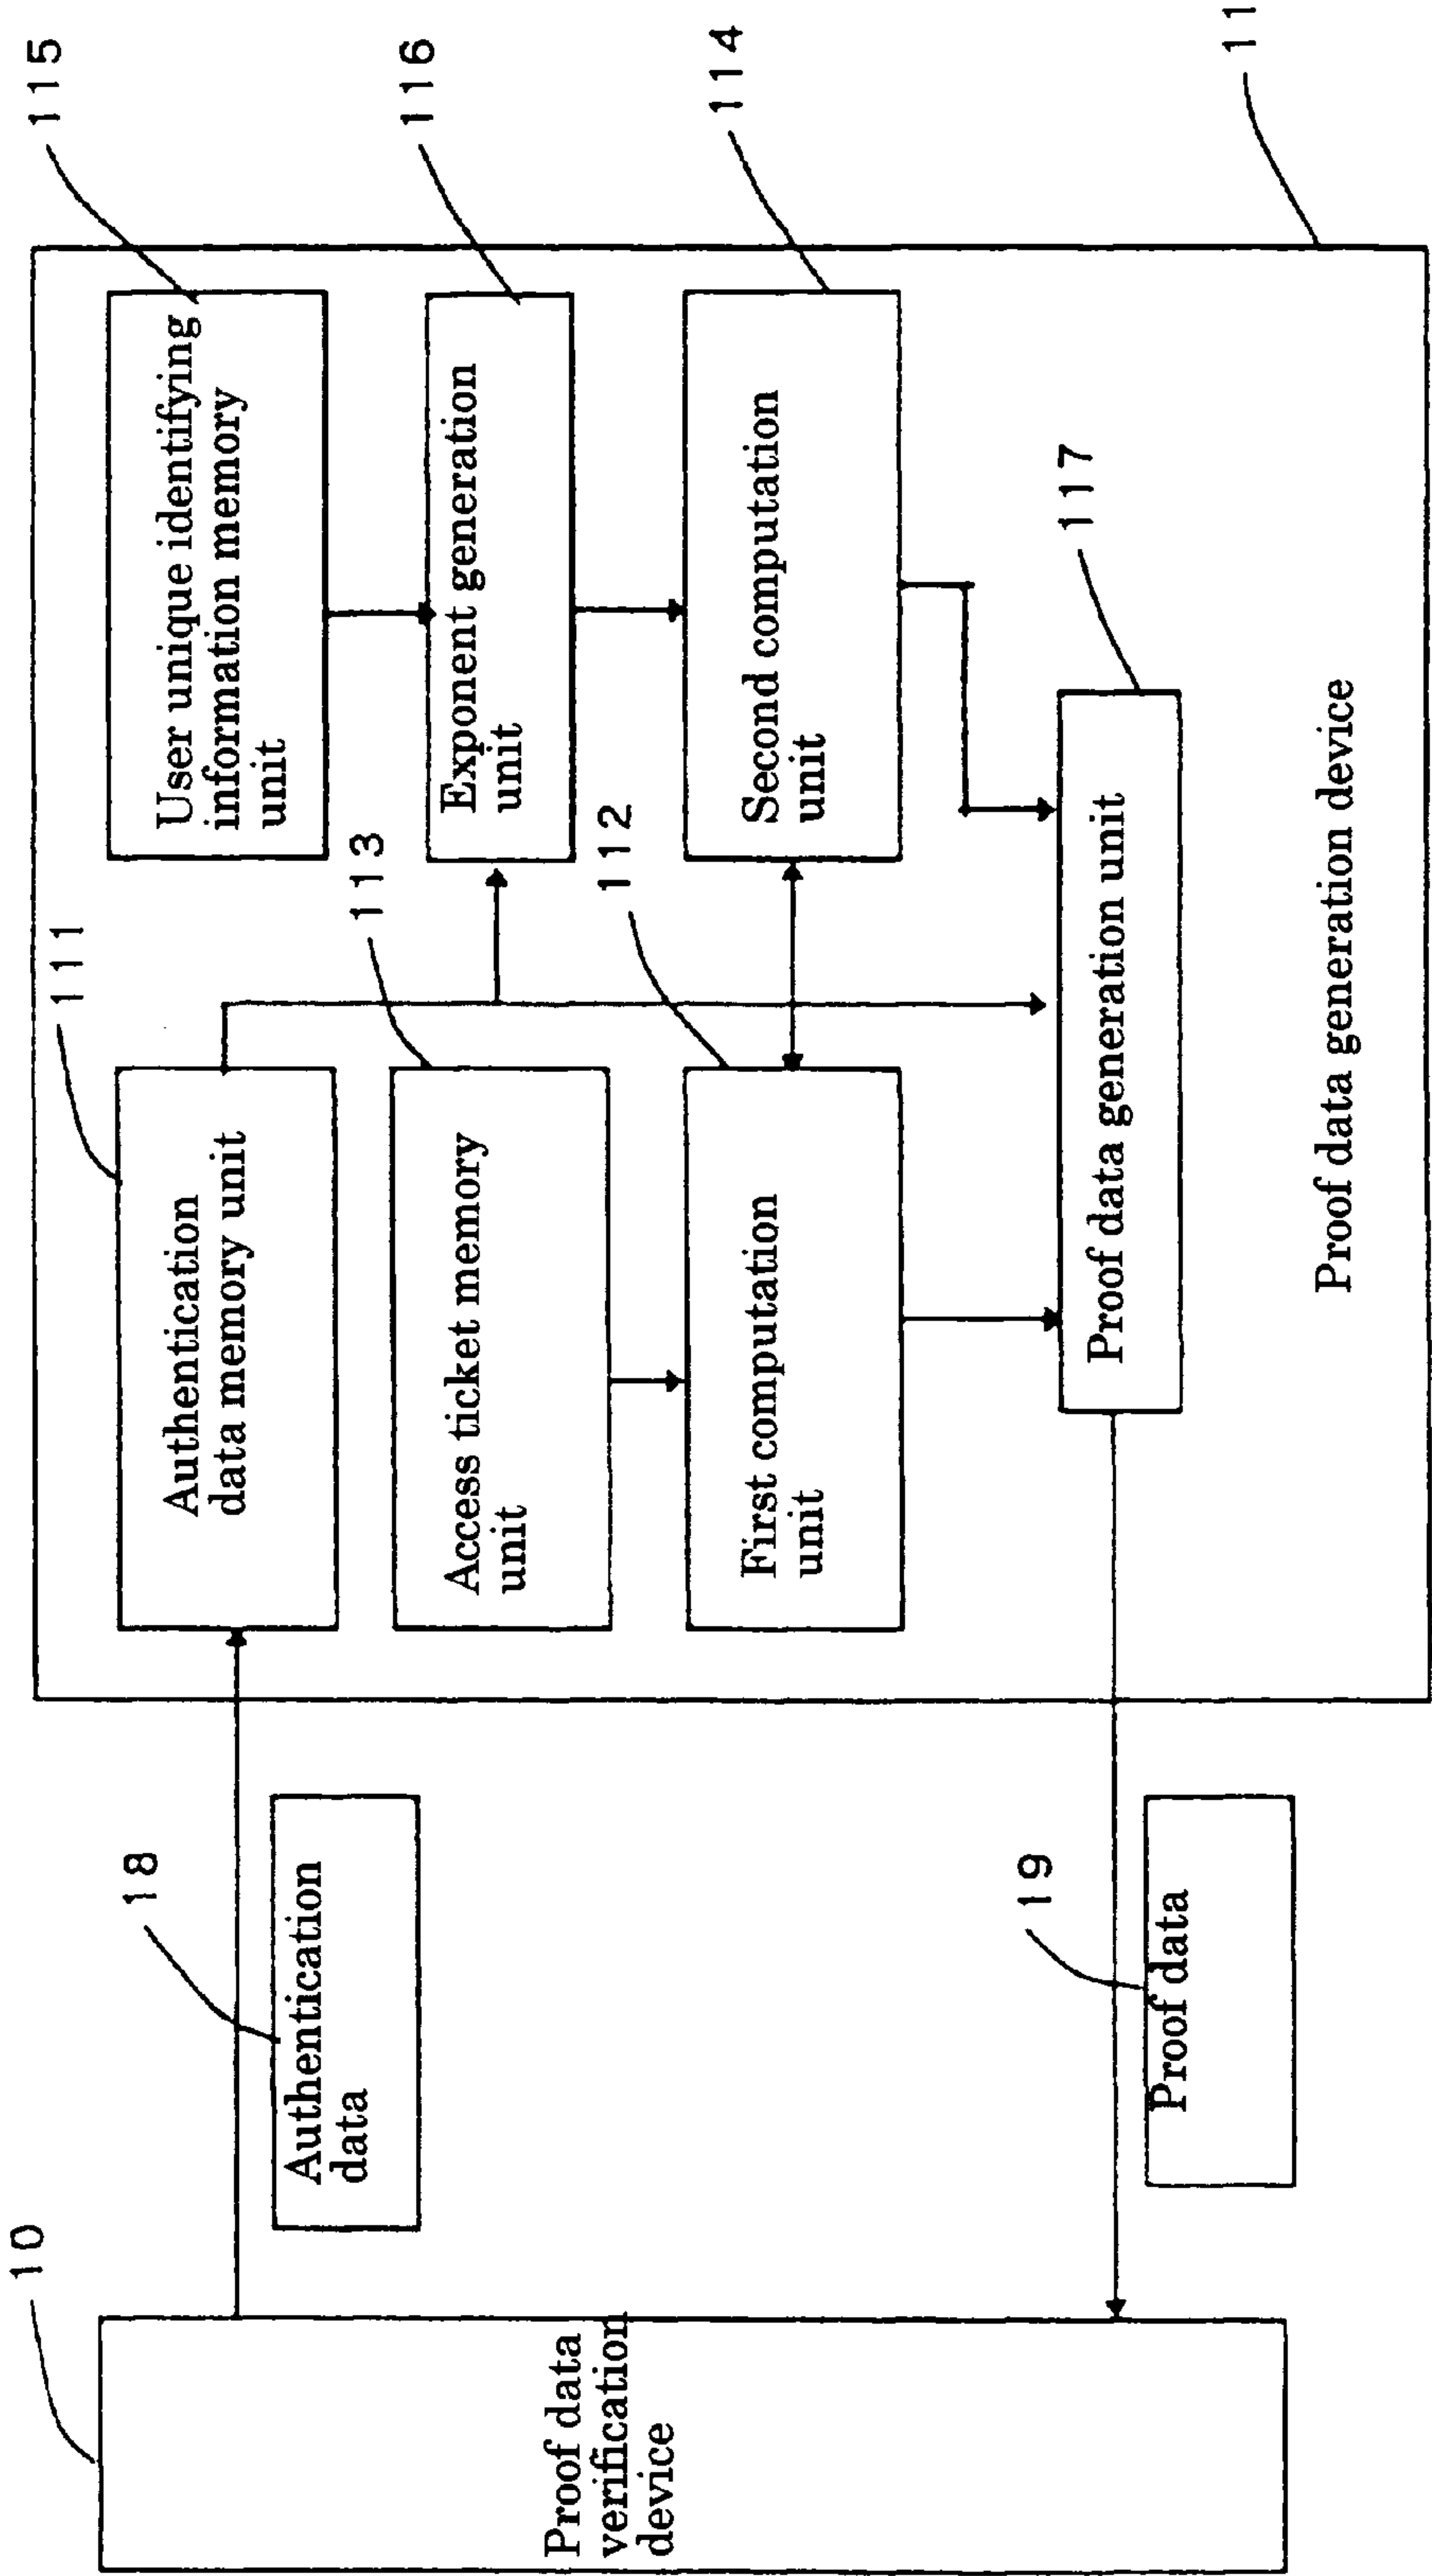 10
Proof data
verification
device
18
Authentication
data
19
Proof data
111
Authentication
data memory unit
113
Access ticket memory
unit
112
First computation
unit
115
User unique identifying
information memory
unit
116
Exponent generation
unit
114
Second computation
unit
117
Proof data generation unit
Proof data generation device
11